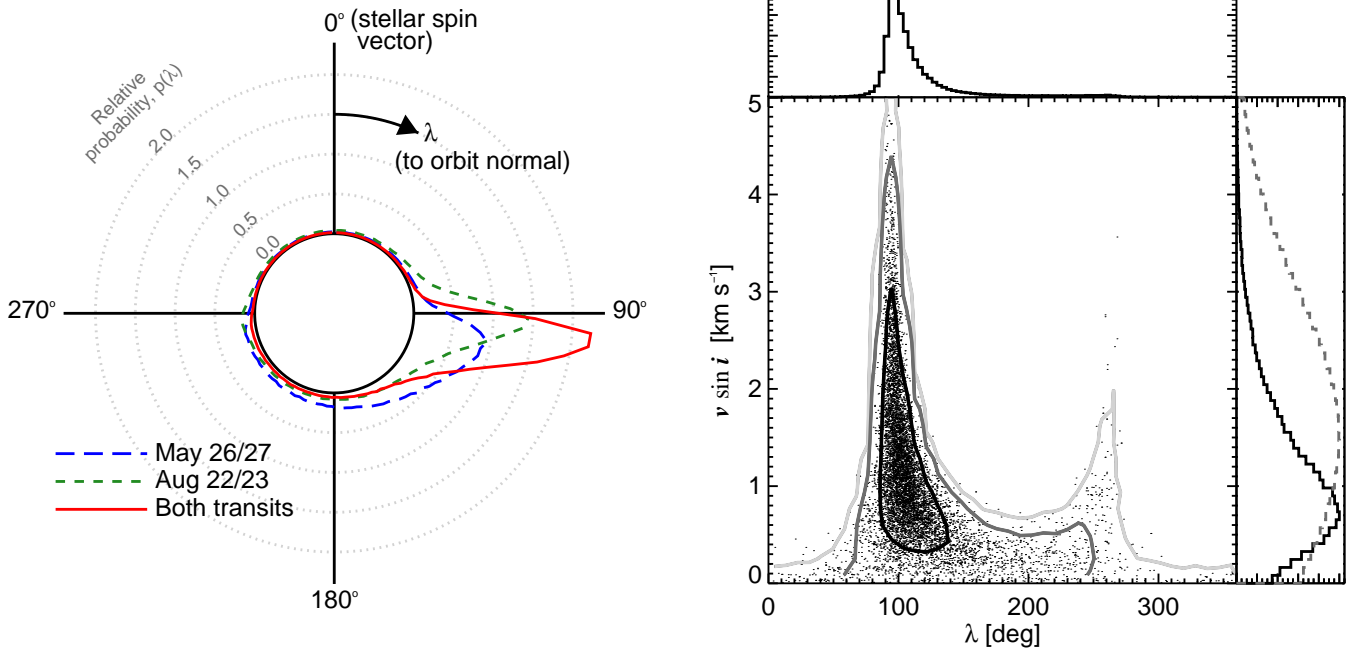 0° (stellar spin
vector)
Relative
probability, p(λ)
2.0
1.5
1.0
0.5
0.0
λ
(to orbit normal)
270°
90°
180°
May 26/27
Aug 22/23
Both transits
5
4
3
2
1
0
v sin i [km s⁻¹]
0
100
200
300
λ [deg]